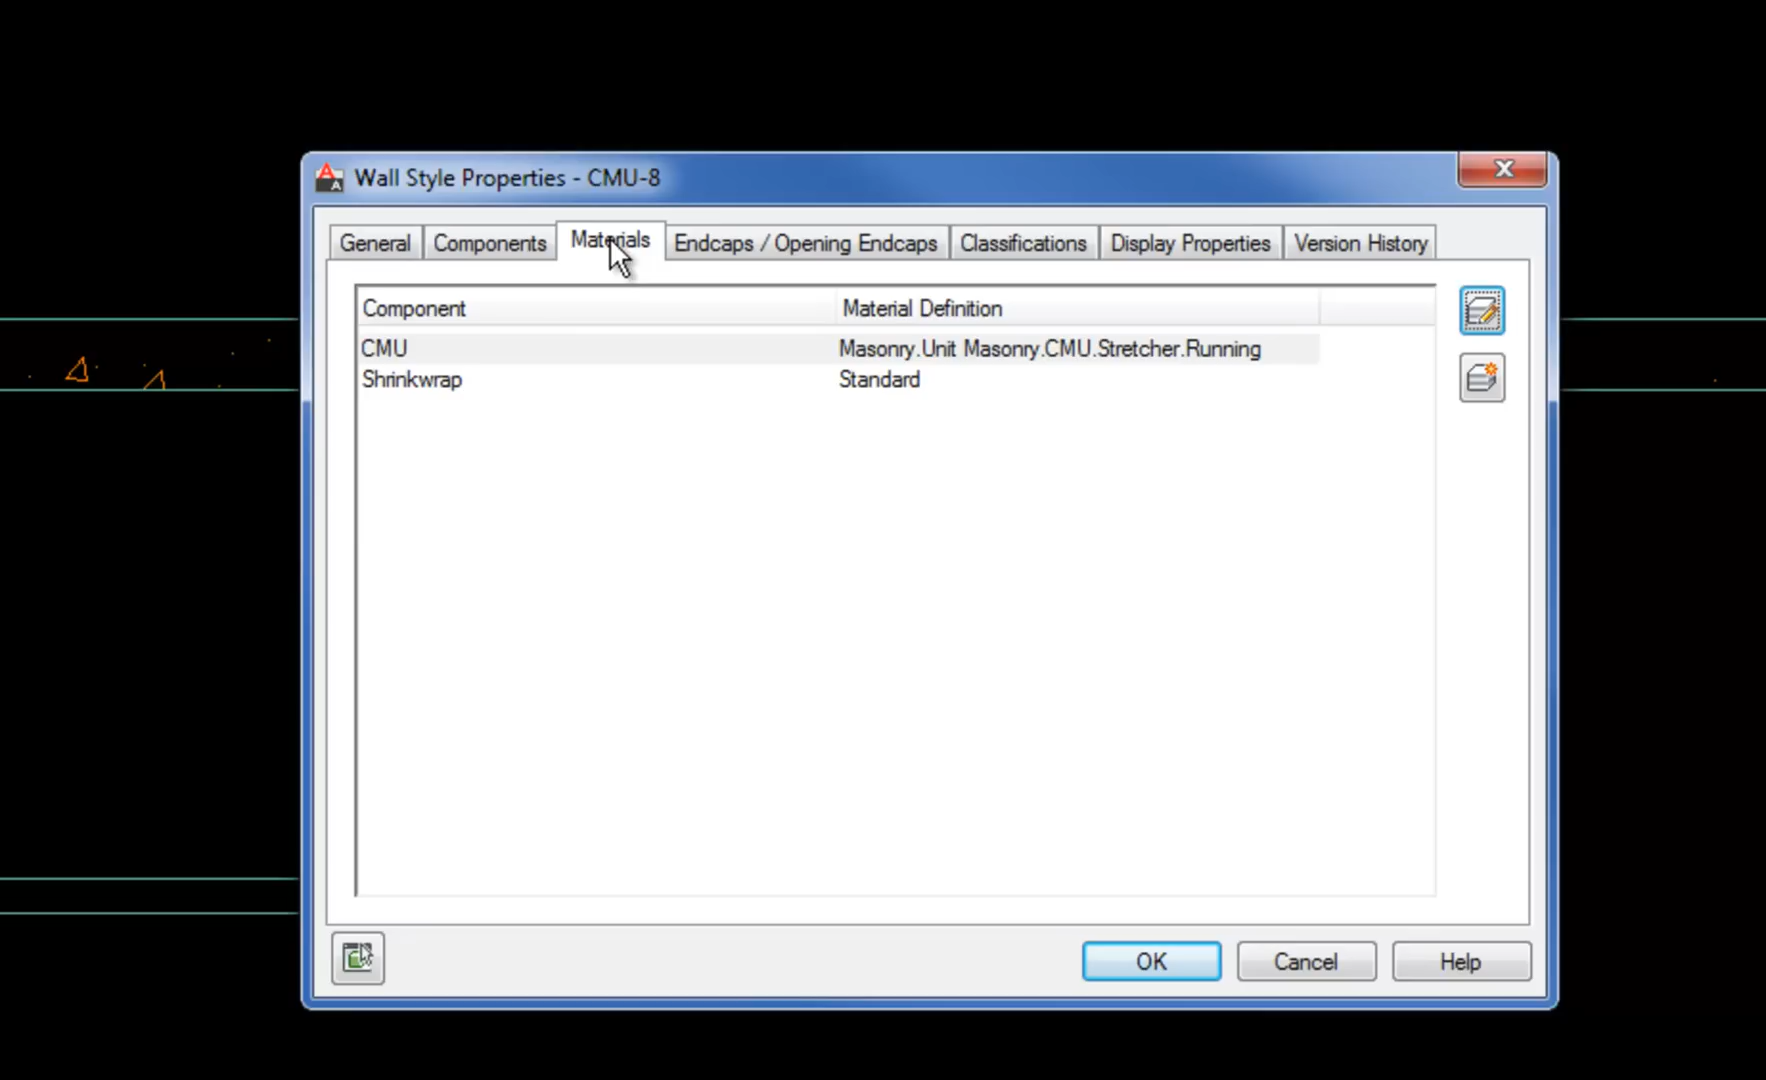 Wall Style Properties - CMU-8
General Components Materials Endcaps / Opening Endcaps Classifications Display Properties Version History
Component Material Definition
CMU Masonry.Unit Masonry.CMU.Stretcher.Running
Shrinkwrap Standard
OK Cancel Help